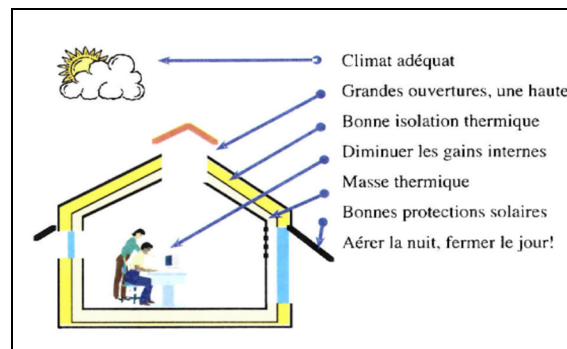 Climat adéquat
Grandes ouvertures, une haute
Bonne isolation thermique
Diminuer les gains internes
Masse thermique
Bonnes protections solaires
Aérer la nuit, fermer le jour!